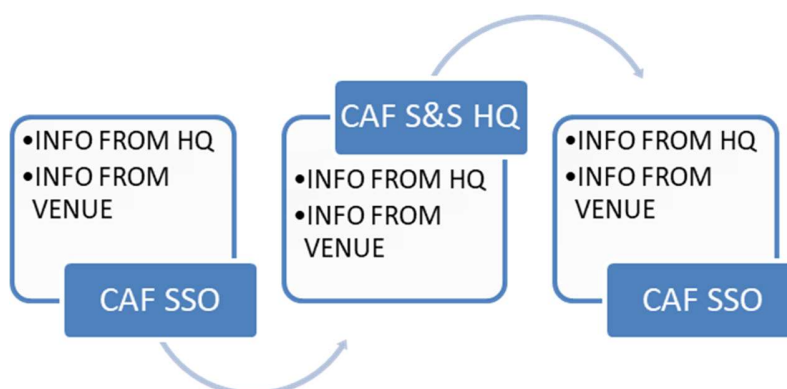 •INFO FROM HQ
•INFO FROM
VENUE
CAF SSO
CAF S&S HQ
•INFO FROM HQ
•INFO FROM
VENUE
•INFO FROM HQ
•INFO FROM
VENUE
CAF SSO